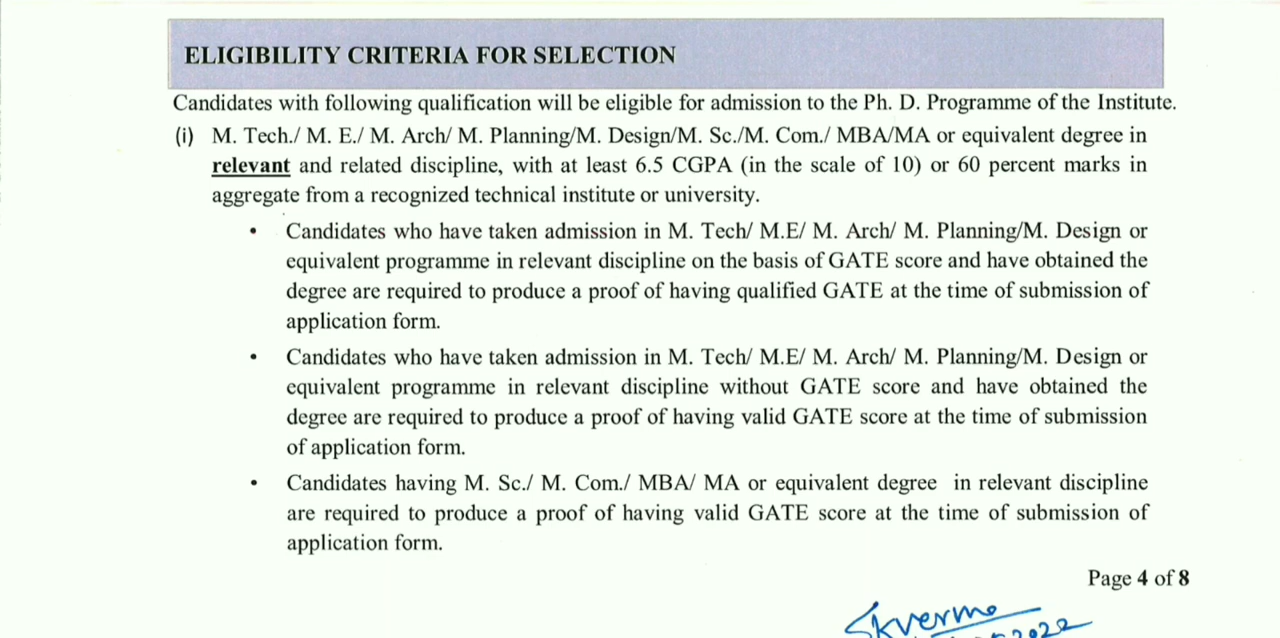 ELIGIBILITY CRITERIA FOR SELECTION
Candidates with following qualification will be eligible for admission to the Ph. D. Programme of the Institute.
(i) M. Tech./ M. E./ M. Arch/ M. Planning/M. Design/M. Sc./M. Com./ MBA/MA or equivalent degree in
relevant and related discipline, with at least 6.5 CGPA (in the scale of 10) or 60 percent marks in
aggregate from a recognized technical institute or university.
• Candidates who have taken admission in M. Tech/ M.E/ M. Arch/ M. Planning/M. Design or
equivalent programme in relevant discipline on the basis of GATE score and have obtained the
degree are required to produce a proof of having qualified GATE at the time of submission of
application form.
• Candidates who have taken admission in M. Tech/ M.E/ M. Arch/ M. Planning/M. Design or
equivalent programme in relevant discipline without GATE score and have obtained the
degree are required to produce a proof of having valid GATE score at the time of submission
of application form.
• Candidates having M. Sc./ M. Com./ MBA/ MA or equivalent degree in relevant discipline
are required to produce a proof of having valid GATE score at the time of submission of
application form.
Page 4 of 8
Skverma